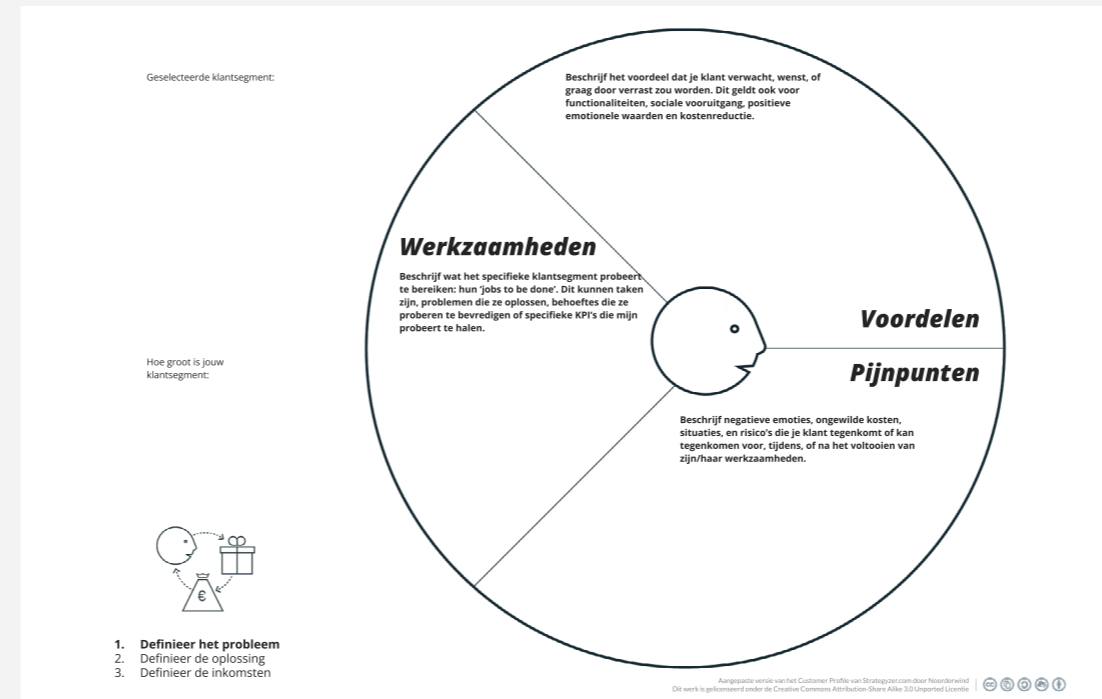 Geselecteerde klantsegment:
Beschrijf het voordeel dat je klant verwacht, wenst, of
graag door verrast zou worden. Dit geldt ook voor
functionaliteiten, sociale vooruitgang, positieve
emotionele waarden en kostenreductie.
Werkzaamheden
Beschrijf wat het specifieke klantsegment probeert
te bereiken: hun ‘jobs to be done’. Dit kunnen taken
zijn, problemen die ze oplossen, behoeftes die ze
proberen te bevredigen of specifieke KPI’s die mijn
probeert te halen.
Voordelen
Pijnpunten
Hoe groot is jouw
klantsegment:
Beschrijf negatieve emoties, ongewilde kosten,
situaties, en risico’s die je klant tegenkomt of kan
tegenkomen voor, tijdens, of na het voltooien van
zijn/haar werkzaamheden.
€
1. Definieer het probleem
2. Definieer de oplossing
3. Definieer de inkomsten
Aangepaste versie van het Customer Profile van Strategyzer.com door Noorderwind
Dit werk is gelicenseerd onder de Creative Commons Attribution-Share Alike 3.0 Unported Licentie